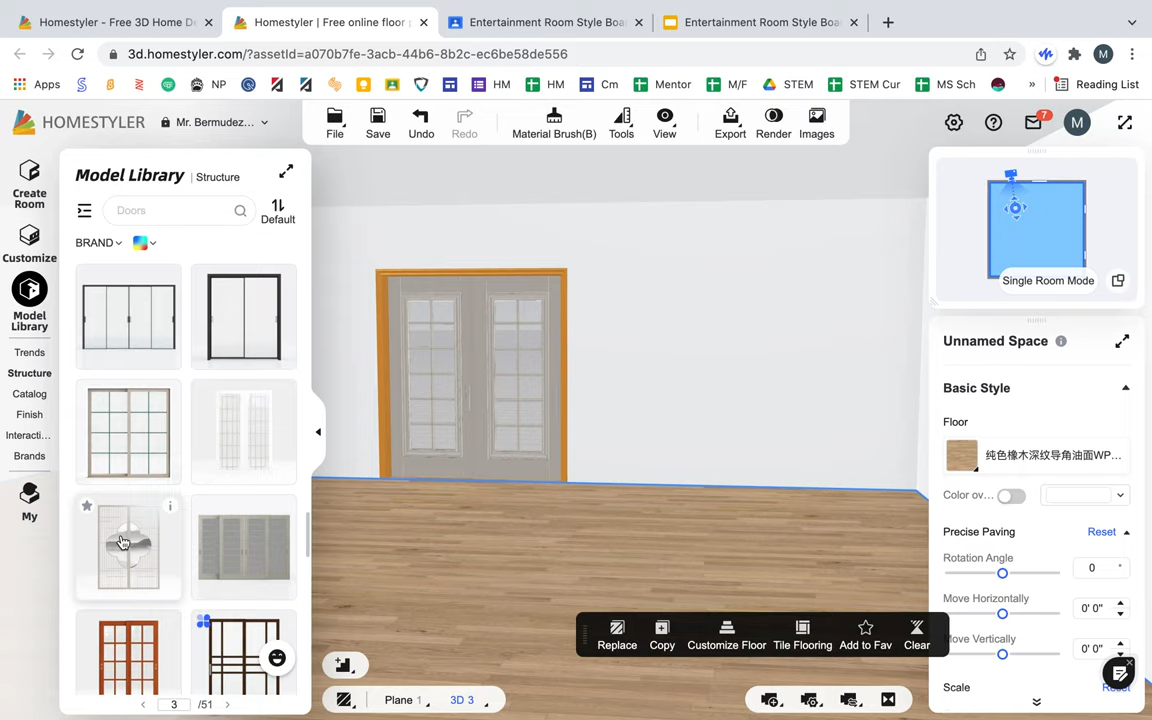 Homestyler - Free 3D Home De
Homestyler | Free online floor p
Entertainment Room Style Boa
Entertainment Room Style Boa
3d.homestyler.com/?assetId=a070b7fe-3acb-44b6-8b2c-ec6be58de556
M
Apps
NP
HM
HM
Cm
Mentor
M/F
STEM
STEM Cur
MS Sch
»
Reading List
HOMESTYLER
Mr. Bermudez...
File
Save
Undo
Redo
Material Brush(B)
Tools
View
Export
Render
Images
7
M
Create
Room
Customize
Model
Library
Trends
Structure
Catalog
Finish
Interacti...
Brands
My
Model Library | Structure
Doors
Default
BRAND
3 /51
Single Room Mode
Unnamed Space
Basic Style
Floor
纯色橡木深纹导角油面WP...
Color ov...
Precise Paving
Reset
Rotation Angle
0 °
Move Horizontally
0' 0"
Move Vertically
0' 0"
Scale
Reset
Replace
Copy
Customize Floor
Tile Flooring
Add to Fav
Clear
Plane 1
3D 3